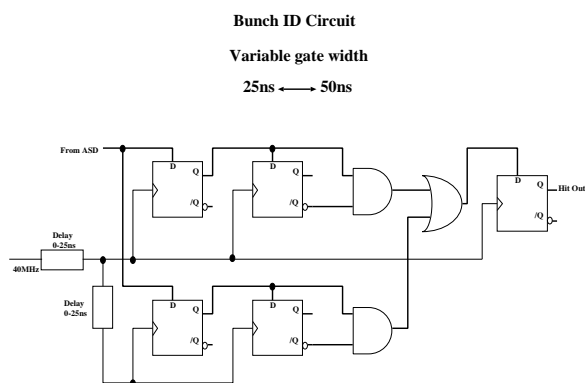 Bunch ID Circuit
Variable gate width
25ns ⟷ 50ns
From ASD
D Q /Q
D Q /Q
D Q /Q
Hit Out
Delay
0-25ns
40MHz
Delay
0-25ns
D Q /Q
D Q /Q